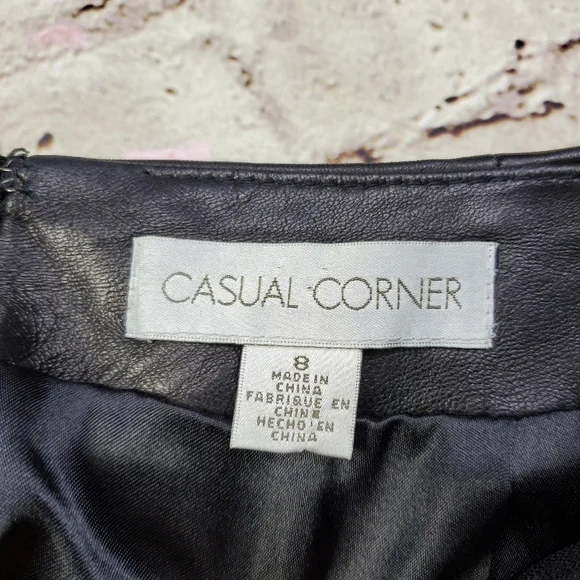 CASUAL CORNER
8
MADE IN
CHINA
FABRIQUE EN
CHINE
HECHO EN
CHINA